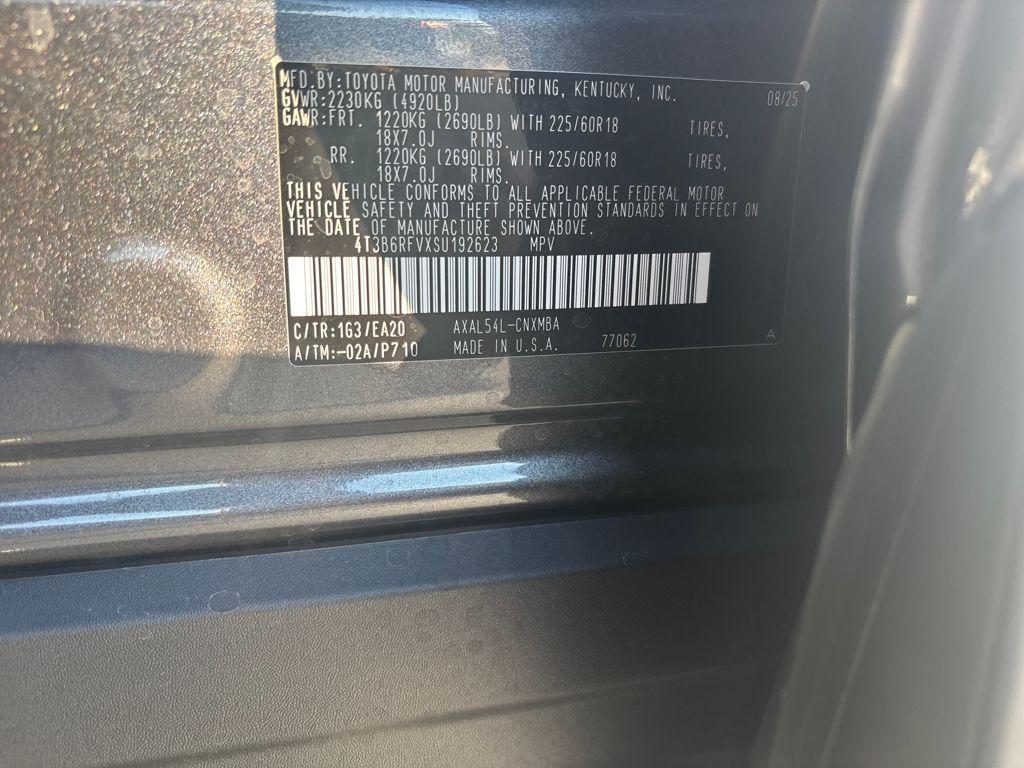 MFD.BY:TOYOTA MOTOR MANUFACTURING, KENTUCKY, INC. 08/25
GVWR:2230KG (4920LB)
GAWR:FRT. 1220KG (2690LB) WITH 225/60R18 TIRES,
18X7.0J RIMS.
RR. 1220KG (2690LB) WITH 225/60R18 TIRES,
18X7.0J RIMS.
THIS VEHICLE CONFORMS TO ALL APPLICABLE FEDERAL MOTOR
VEHICLE SAFETY AND THEFT PREVENTION STANDARDS IN EFFECT ON
THE DATE OF MANUFACTURE SHOWN ABOVE.
4T3B6RFVXSU192623 MPV
C/TR:1G3/EA20 AXAL54L-CNXMBA
A/TM:-02A/P710 MADE IN U.S.A. 77062 A